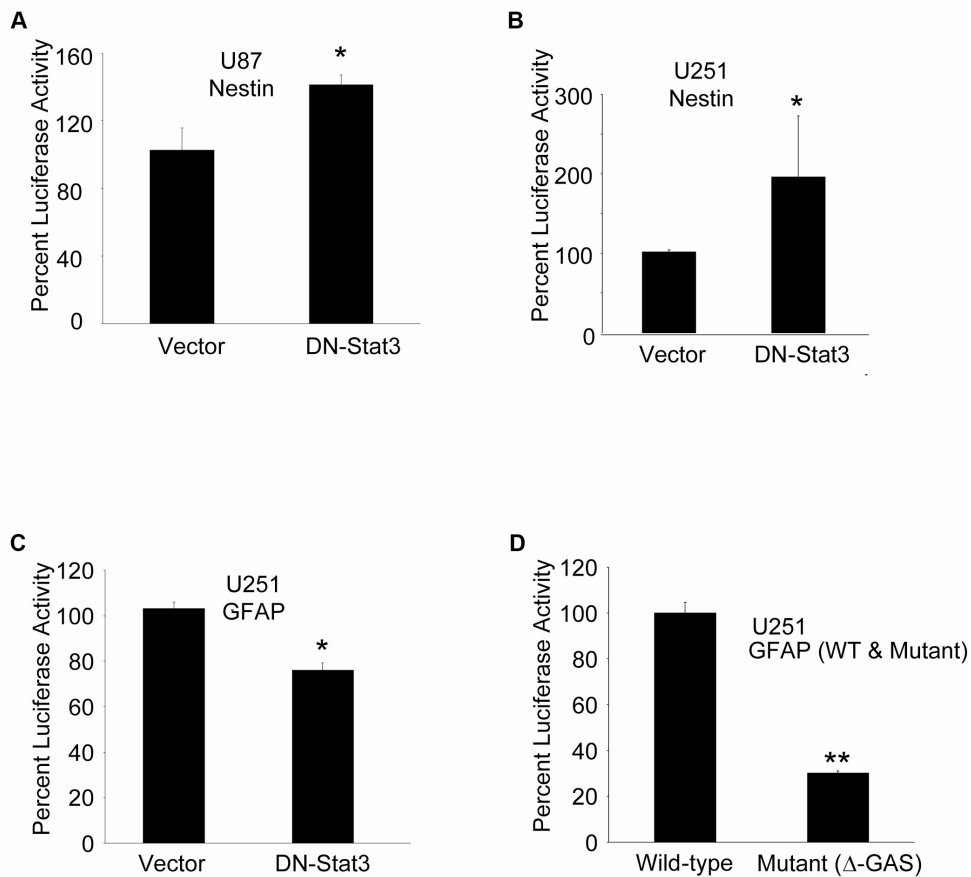 A
Percent Luciferase Activity
160
120
80
40
0
U87
Nestin
*
Vector
DN-Stat3
B
Percent Luciferase Activity
300
200
100
0
U251
Nestin
*
Vector
DN-Stat3
C
Percent Luciferase Activity
120
100
80
60
40
20
0
U251
GFAP
*
Vector
DN-Stat3
D
Percent Luciferase Activity
120
100
80
60
40
20
0
U251
GFAP (WT & Mutant)
**
Wild-type
Mutant (Δ-GAS)